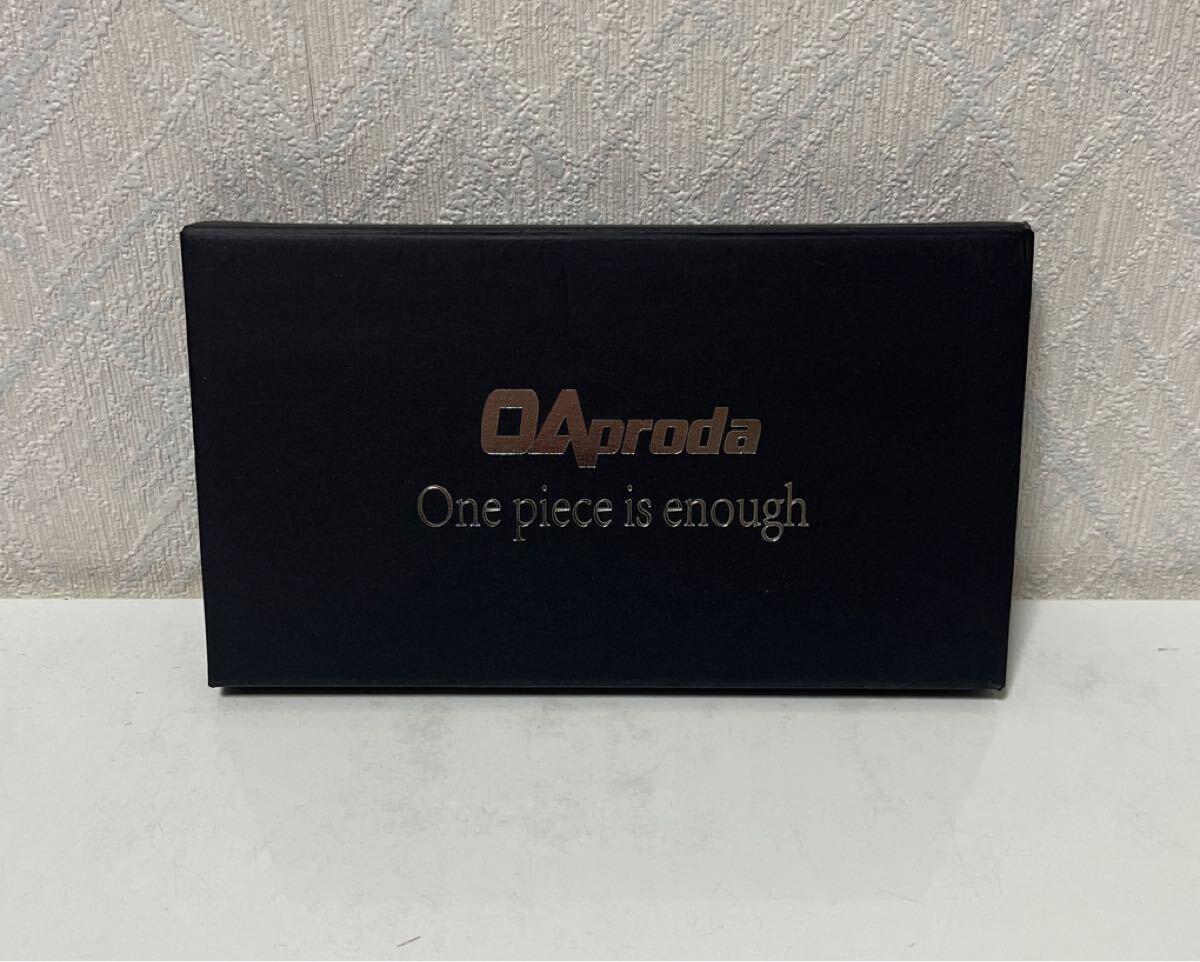 OAproda
One piece is enough